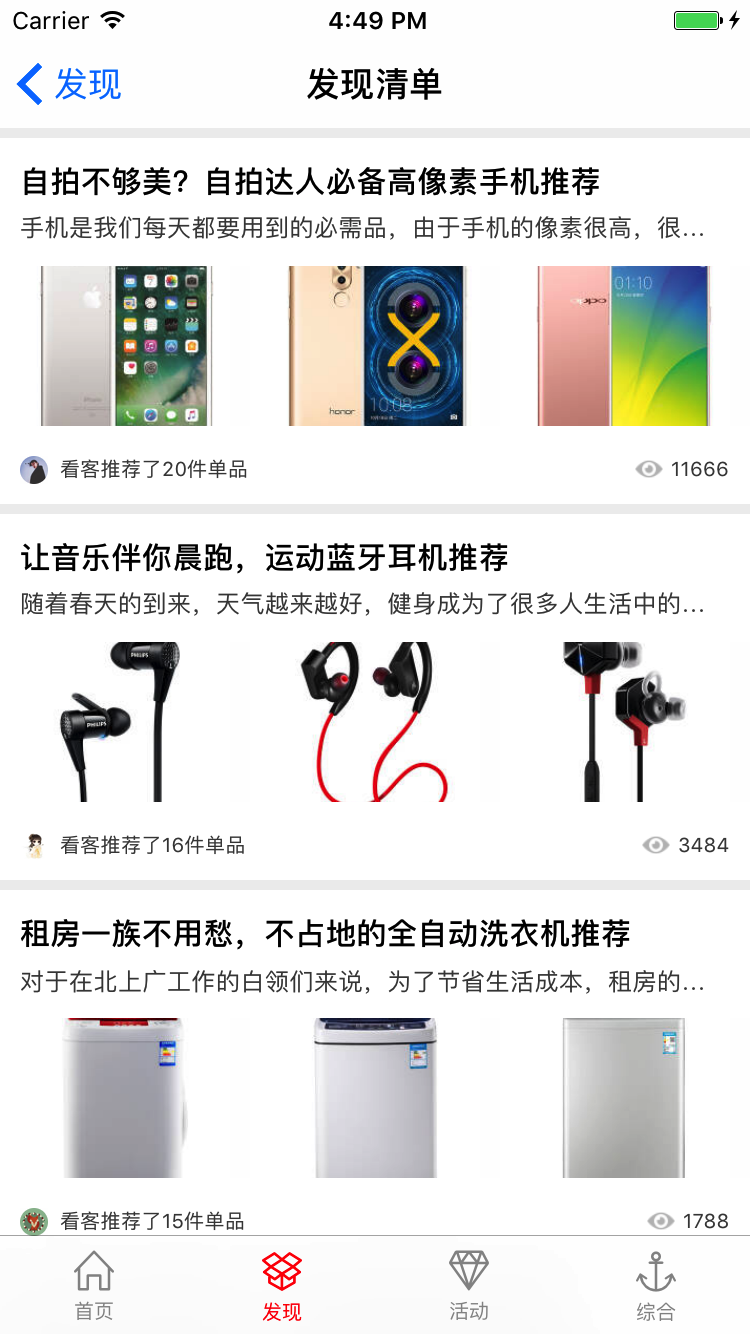 Carrier 4:49 PM
发现 发现清单
自拍不够美？自拍达人必备高像素手机推荐
手机是我们每天都要用到的必需品，由于手机的像素很高，很...
honor
10:08
oppo
01:10
看客推荐了20件单品 11666
让音乐伴你晨跑，运动蓝牙耳机推荐
随着春天的到来，天气越来越好，健身成为了很多人生活中的...
PHILIPS
PHILIPS
看客推荐了16件单品 3484
租房一族不用愁，不占地的全自动洗衣机推荐
对于在北上广工作的白领们来说，为了节省生活成本，租房的...
看客推荐了15件单品 1788
首页 发现 活动 综合